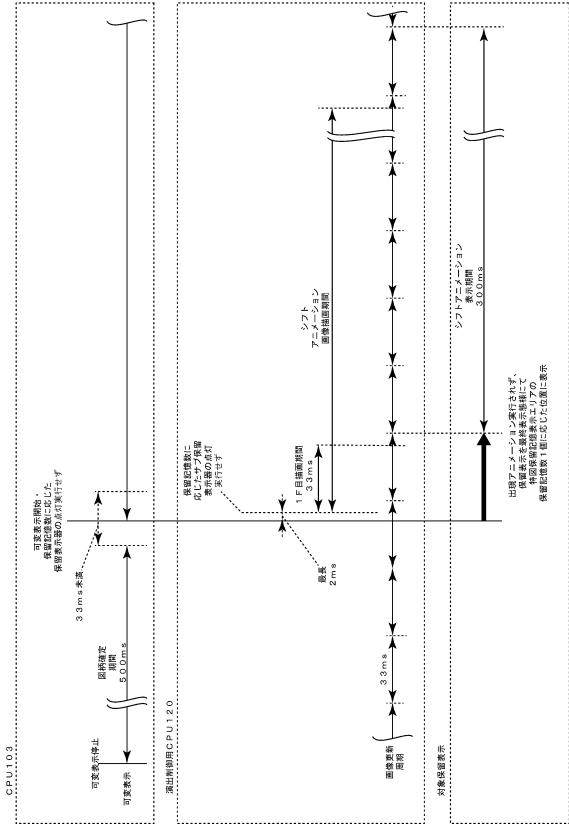 CPU103
可変表示停止
可変表示
図柄確定
期間
500ms
33ms未満
可変表示開始・
保留記憶数に応じた
保留表示器の点灯実行せず
演出制御用CPU120
保留記憶数に
応じたサブ保留
表示器の点灯
実行せず
最長
2ms
1F目描画期間
33ms
シフト
アニメーション
画像描画期間
画像更新
周期
33ms
対象保留表示
出現アニメーション実行されず、
保留表示を最終表示態様にて
特図保留記憶表示エリアの
保留記憶数1個に応じた位置に表示
シフトアニメーション
表示期間
300ms